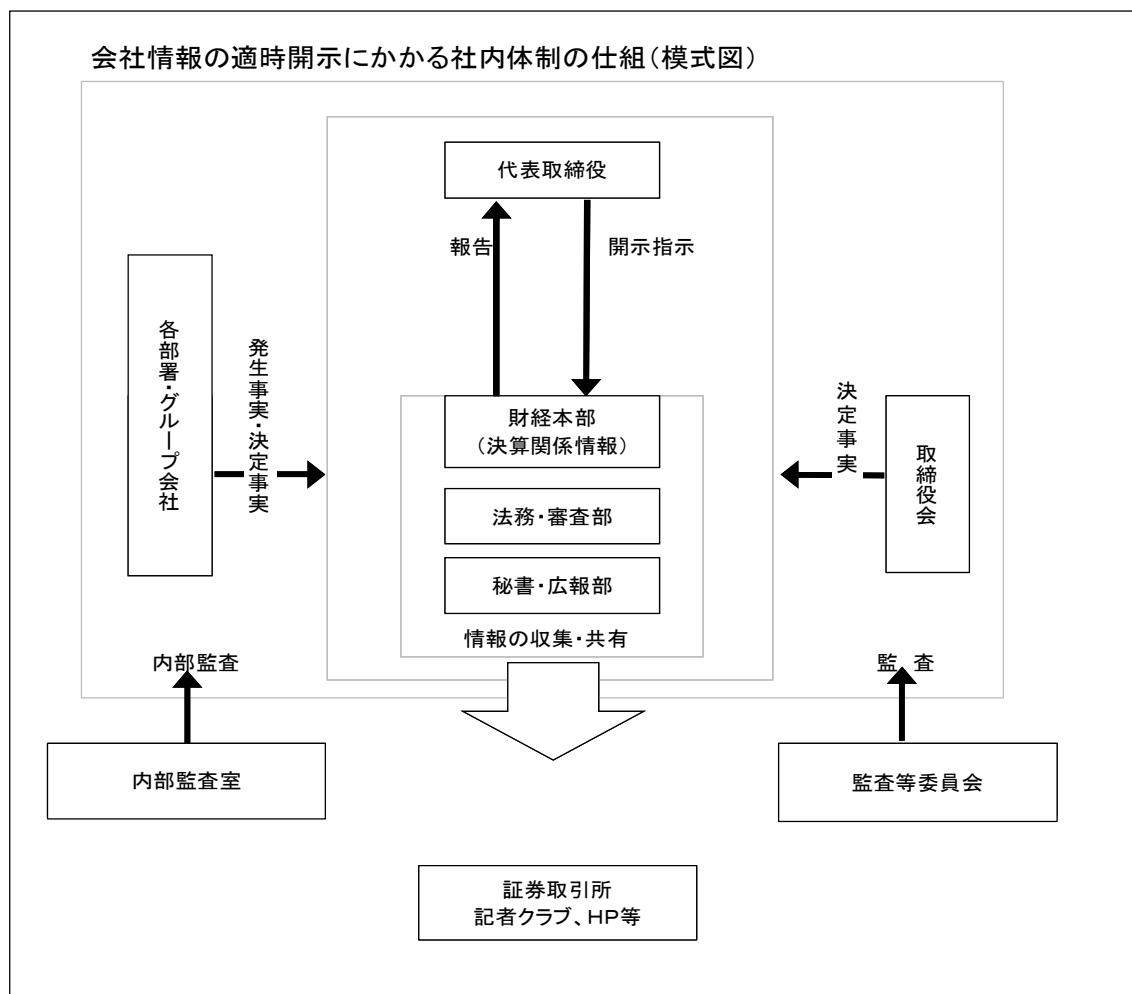 会社情報の適時開示にかかる社内体制の仕組（模式図）
代表取締役
報告
開示指示
各部署・グループ会社
発生事実・決定事実
財経本部
（決算関係情報）
決定事実
取締役会
法務・審査部
秘書・広報部
情報の収集・共有
内部監査
監　査
内部監査室
監査等委員会
証券取引所
記者クラブ、HP等